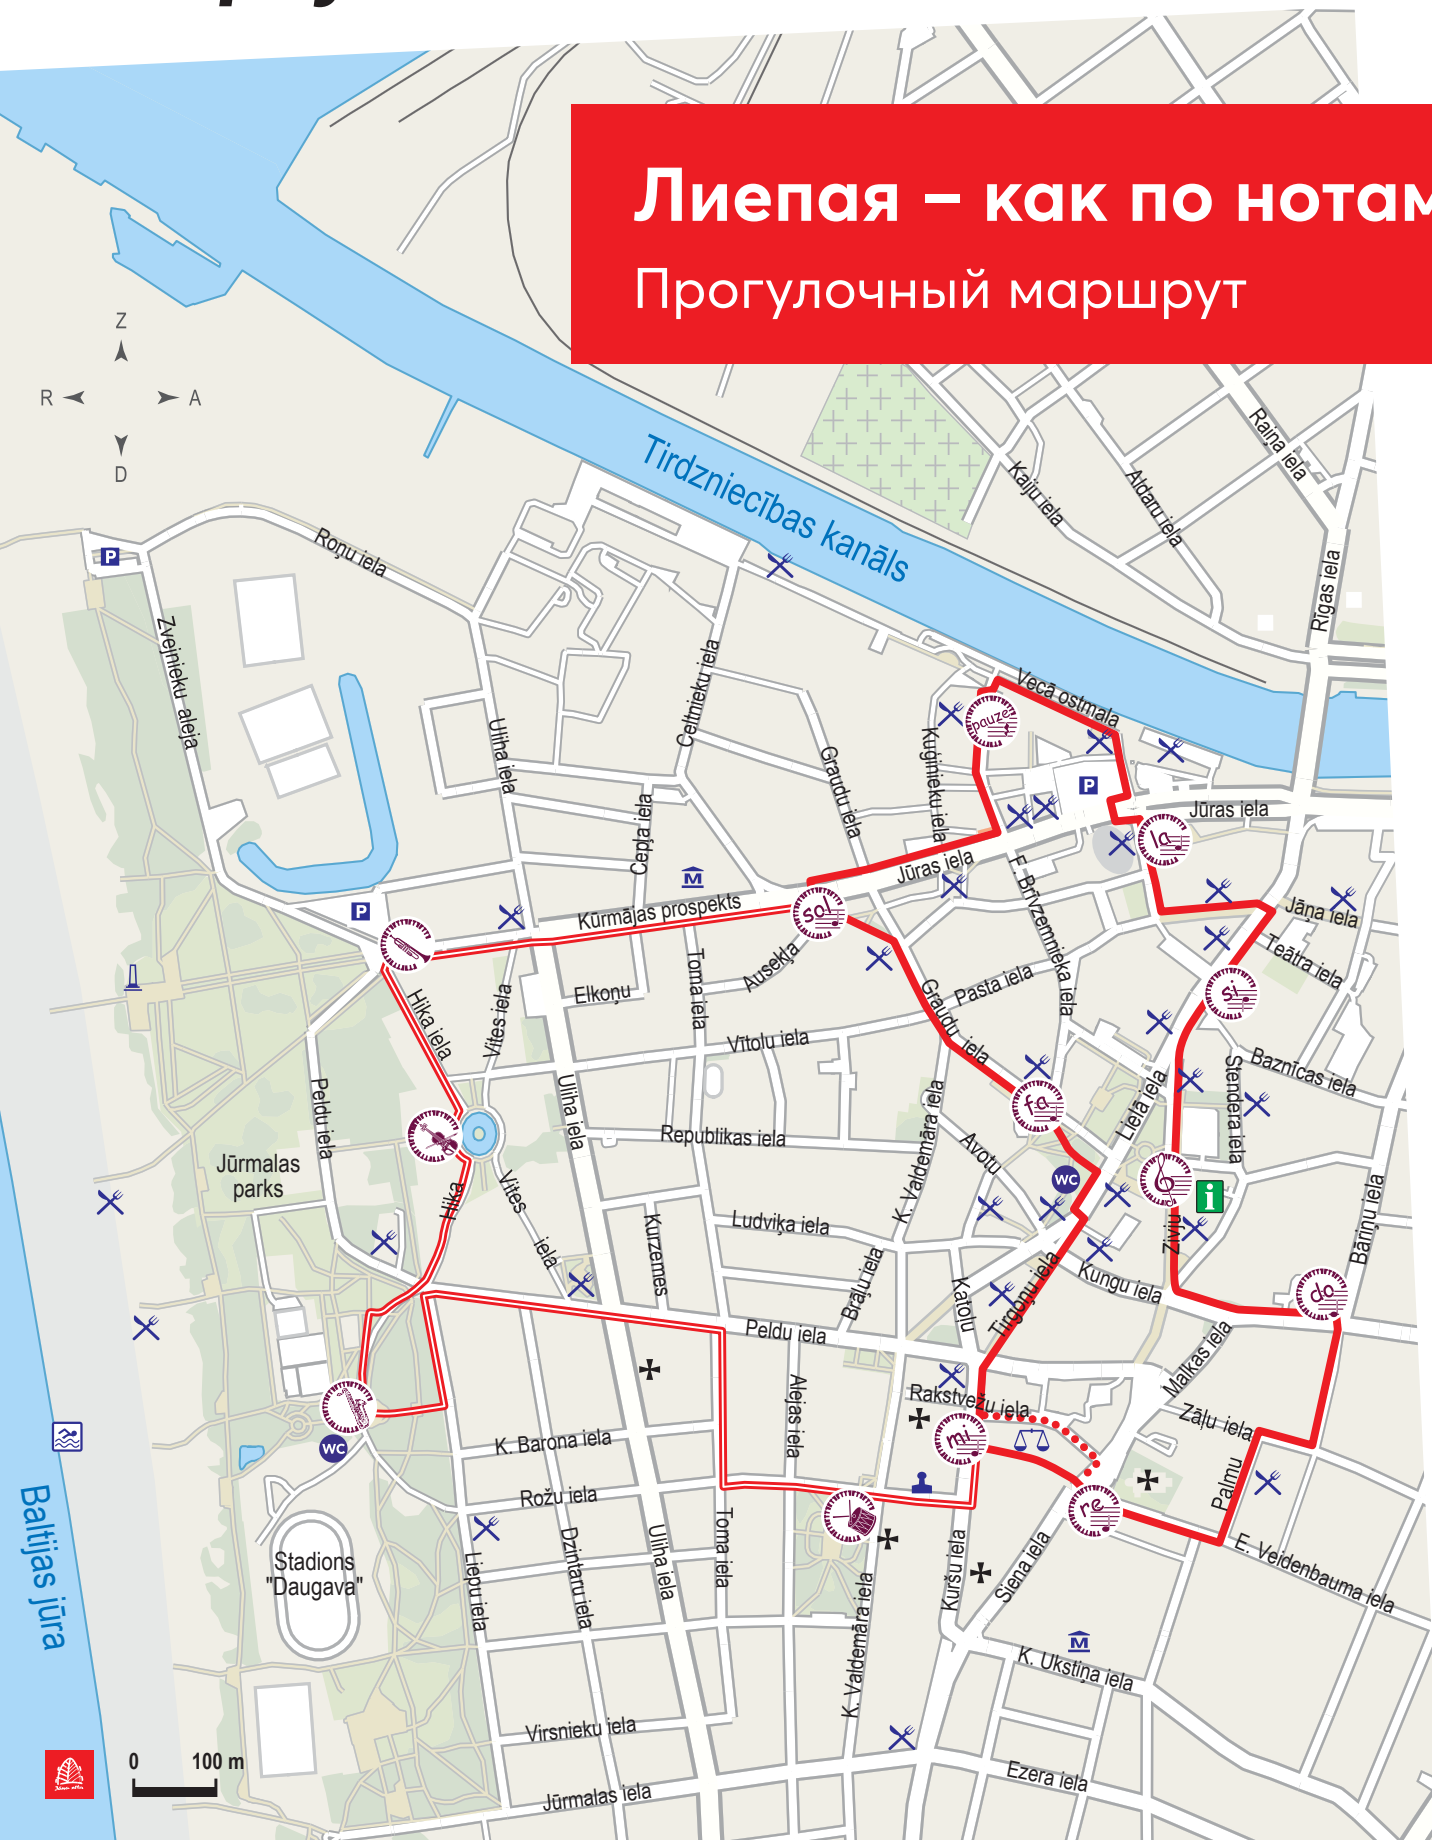 Лиепая – как по нотам
Прогулочный маршрут
Z
R
A
D
Tirdzniecības kanāls
Raiņa iela
Kaiju iela
Aldaru iela
Rīgas iela
P
Roņu iela
Zvejnieku aleja
Uliha iela
Celtnieku iela
Vecā ostmala
pauze
Kuģinieku iela
Graudu iela
P
Jūras iela
Cepļa iela
la
Jūras iela
F. Brīvzemnieka iela
M
P
Kūrmājas prospekts
sol
Jāņa iela
Teātra iela
Ausekļa
Elkoņu
Toma iela
Pasta iela
Graudu iela
si
Hika iela
Vites iela
Vītolu iela
Baznīcas iela
Stendera iela
Peldu iela
Uliha iela
fa
Lielā iela
Republikas iela
K. Valdemāra iela
Avotu
Jūrmalas
parks
WC
i
Hika
Vites iela
Kurzemes
Ludviķa iela
Zivju
Bāriņu iela
Brāļu iela
Katoļu
Tirgoņu iela
Kungu iela
do
Peldu iela
Malkas iela
Alejas iela
Rakstvežu iela
Zāļu iela
WC
K. Barona iela
mi
Palmu
Rožu iela
re
Baltijas jūra
Stadions
"Daugava"
Liepu iela
Dzintaru iela
Uliha iela
Toma iela
K. Valdemāra iela
Kuršu iela
Siena iela
E. Veidenbauma iela
M
K. Ukstiņa iela
Virsnieku iela
0 100 m
Ezera iela
Jūrmalas iela